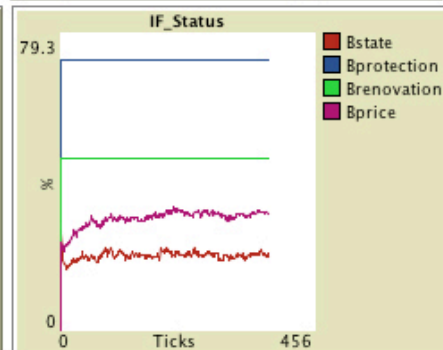 IF_Status
79.3
%
0
0
Ticks
456
Bstate
Bprotection
Brenovation
Bprice